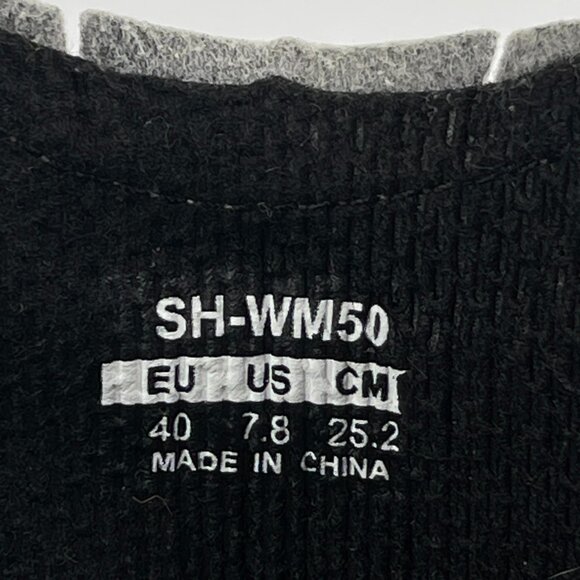 SH-WM50
EU US CM
40 7.8 25.2
MADE IN CHINA